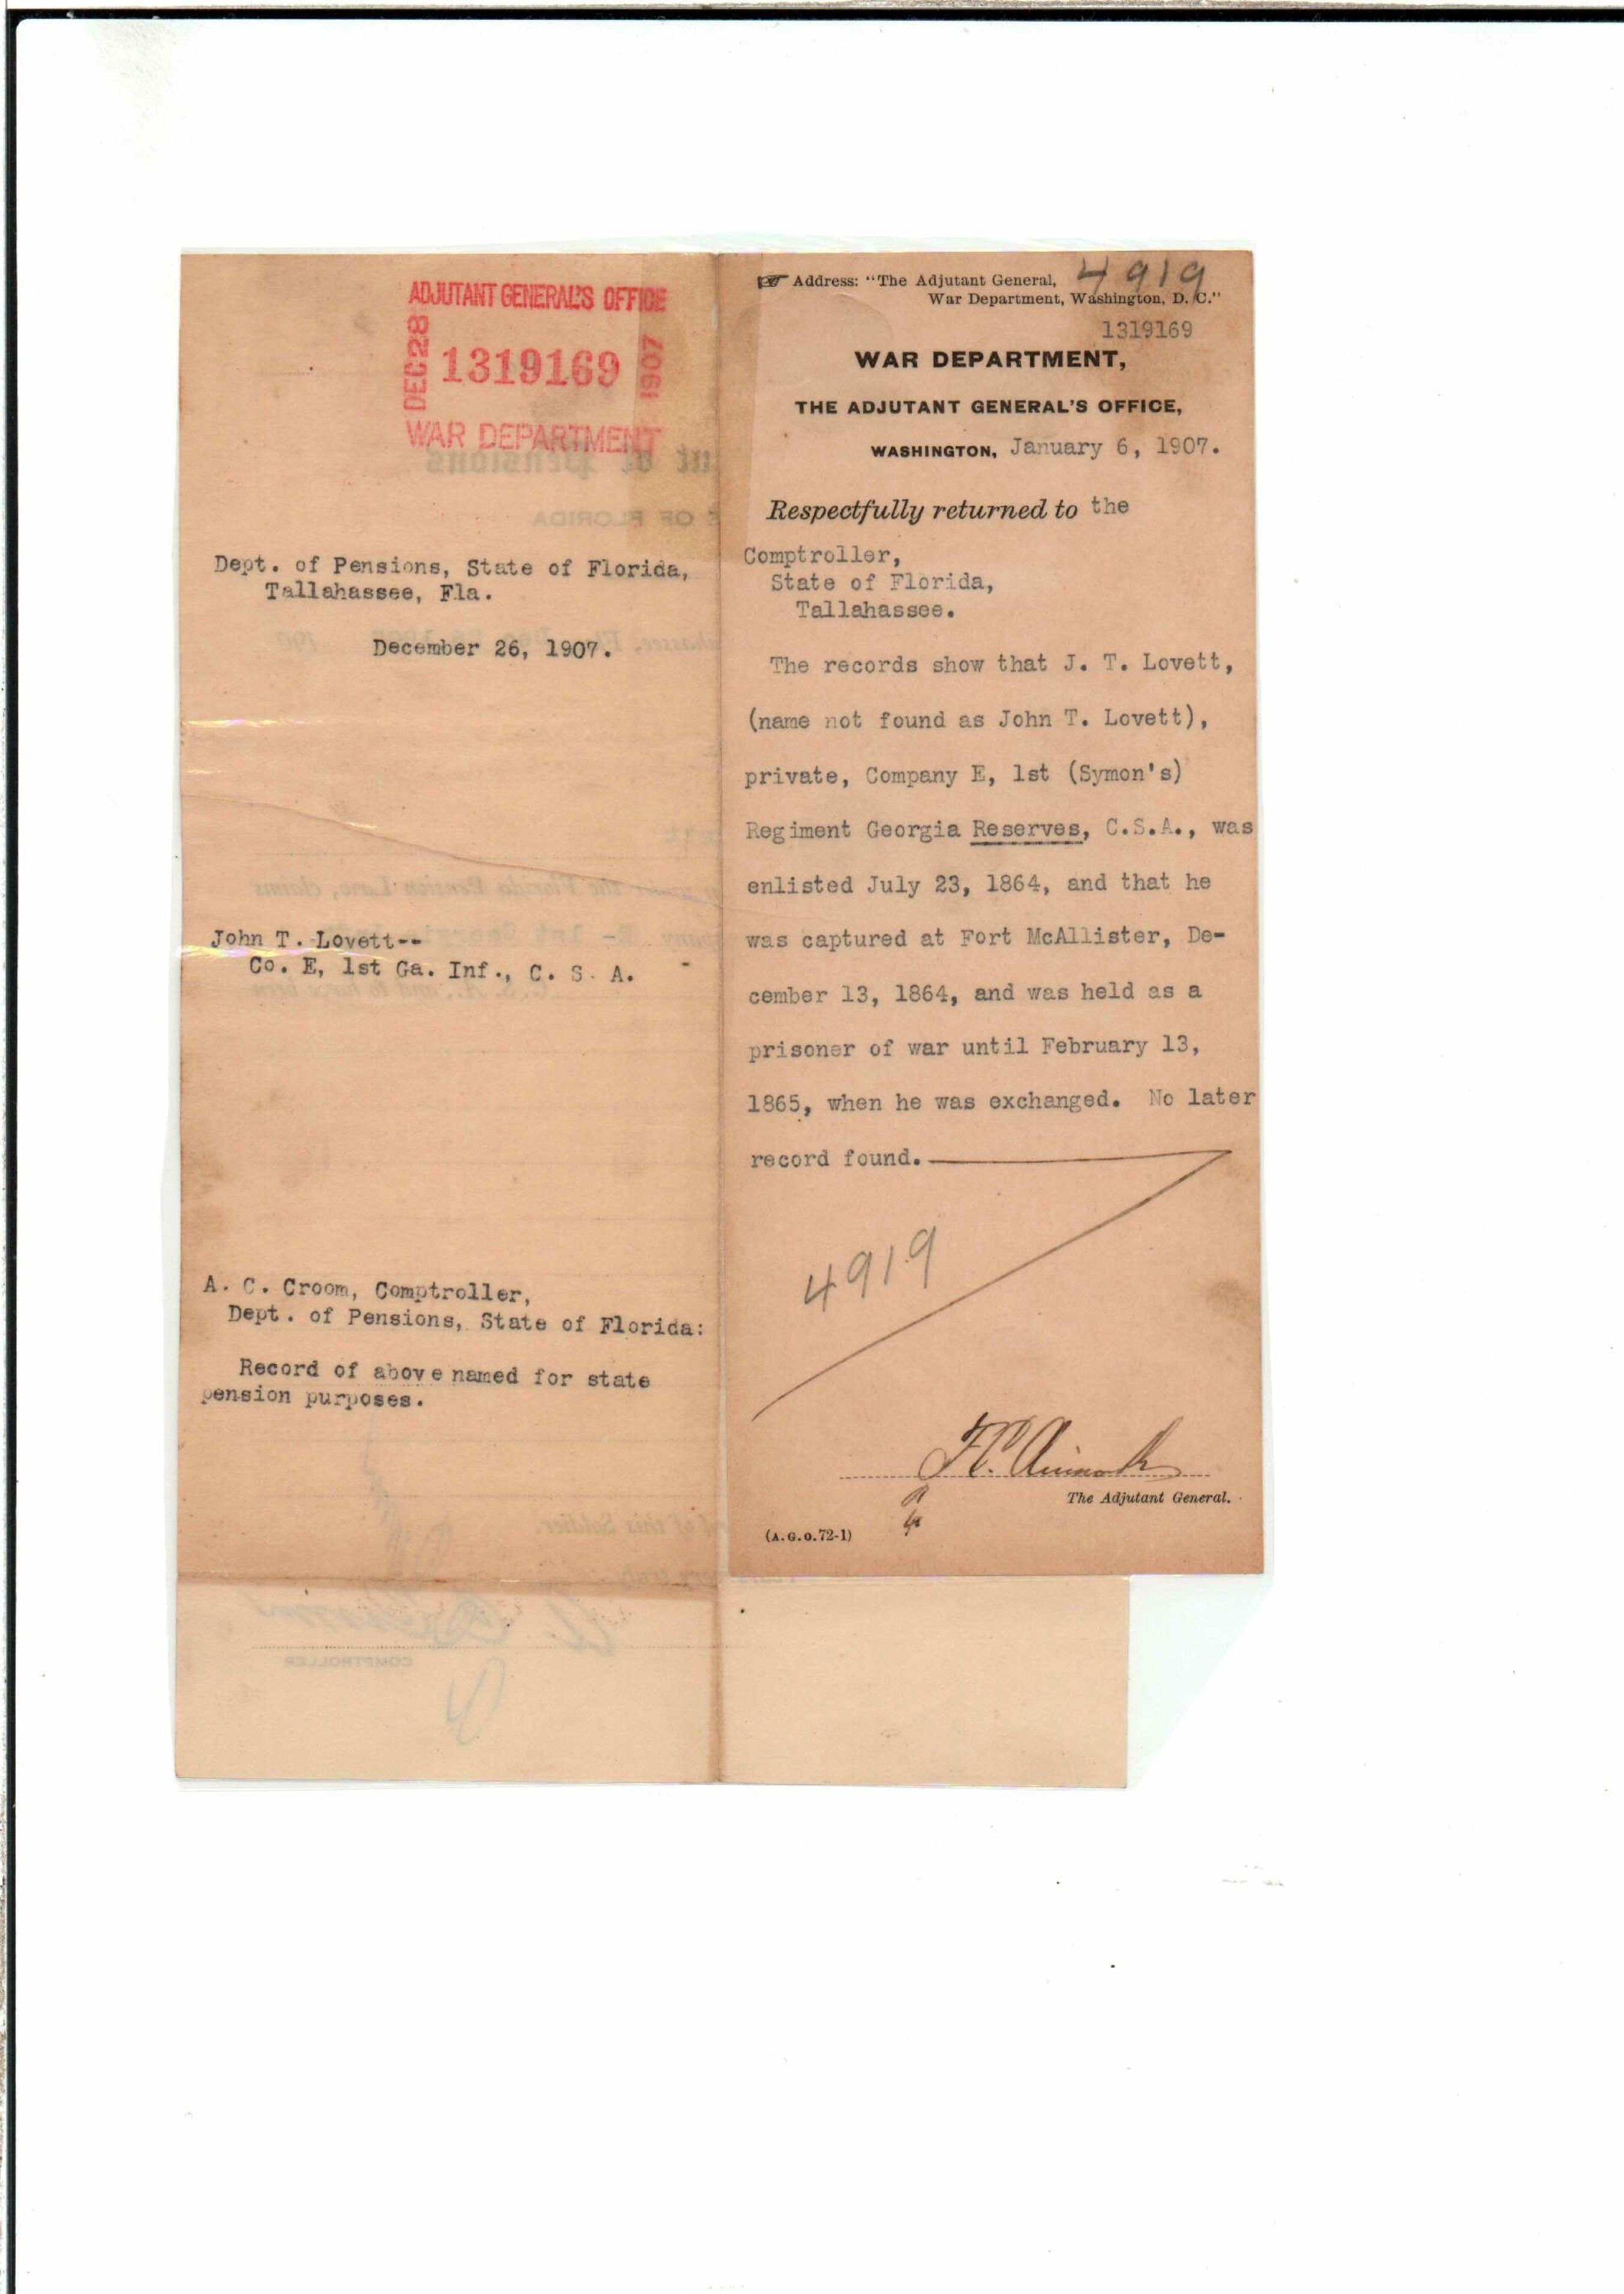 ADJUTANT GENERAL'S OFFICE
DEC 28
1319169
1907
WAR DEPARTMENT
Dept. of Pensions, State of Florida,
Tallahassee, Fla.
December 26, 1907.
John T. Lovett--
Co. E, 1st Ga. Inf., C. S. A.
A. C. Croom, Comptroller,
Dept. of Pensions, State of Florida:
Record of above named for state
pension purposes.
4919
☞ Address: "The Adjutant General,
War Department, Washington, D. C."
1319169
WAR DEPARTMENT,
THE ADJUTANT GENERAL'S OFFICE,
WASHINGTON, January 6, 1907.
Respectfully returned to the
Comptroller,
State of Florida,
Tallahassee.
The records show that J. T. Lovett,
(name not found as John T. Lovett),
private, Company E, 1st (Symon's)
Regiment Georgia Reserves, C.S.A., was
enlisted July 23, 1864, and that he
was captured at Fort McAllister, De-
cember 13, 1864, and was held as a
prisoner of war until February 13,
1865, when he was exchanged. No later
record found.
4919
F C Ainsworth
The Adjutant General.
(A.G.O. 72-1)
COMPTROLLER